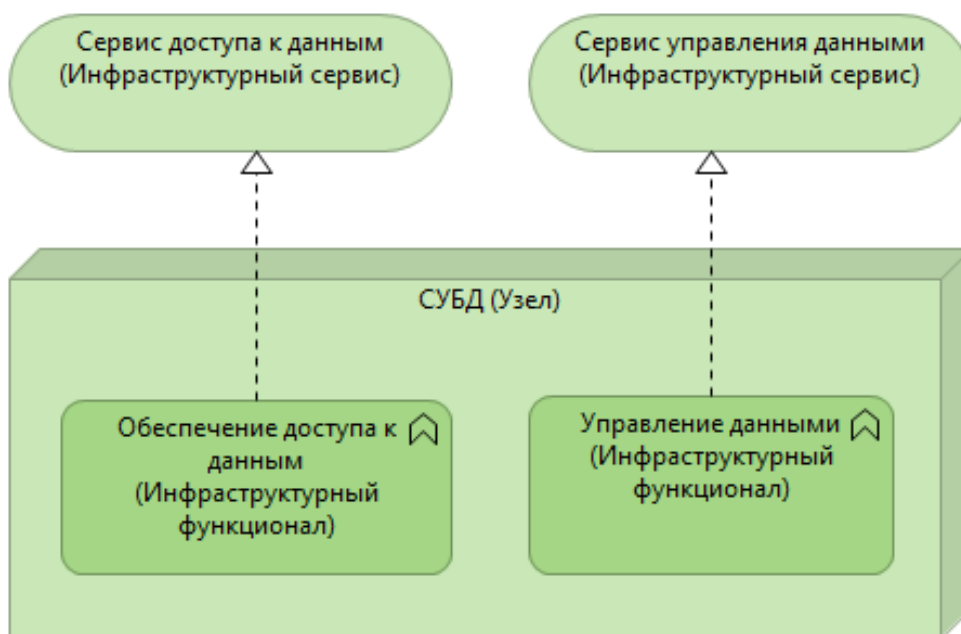 Сервис доступа к данным
(Инфраструктурный сервис)
Сервис управления данными
(Инфраструктурный сервис)
СУБД (Узел)
Обеспечение доступа к
данным
(Инфраструктурный
функционал)
Управление данными
(Инфраструктурный
функционал)